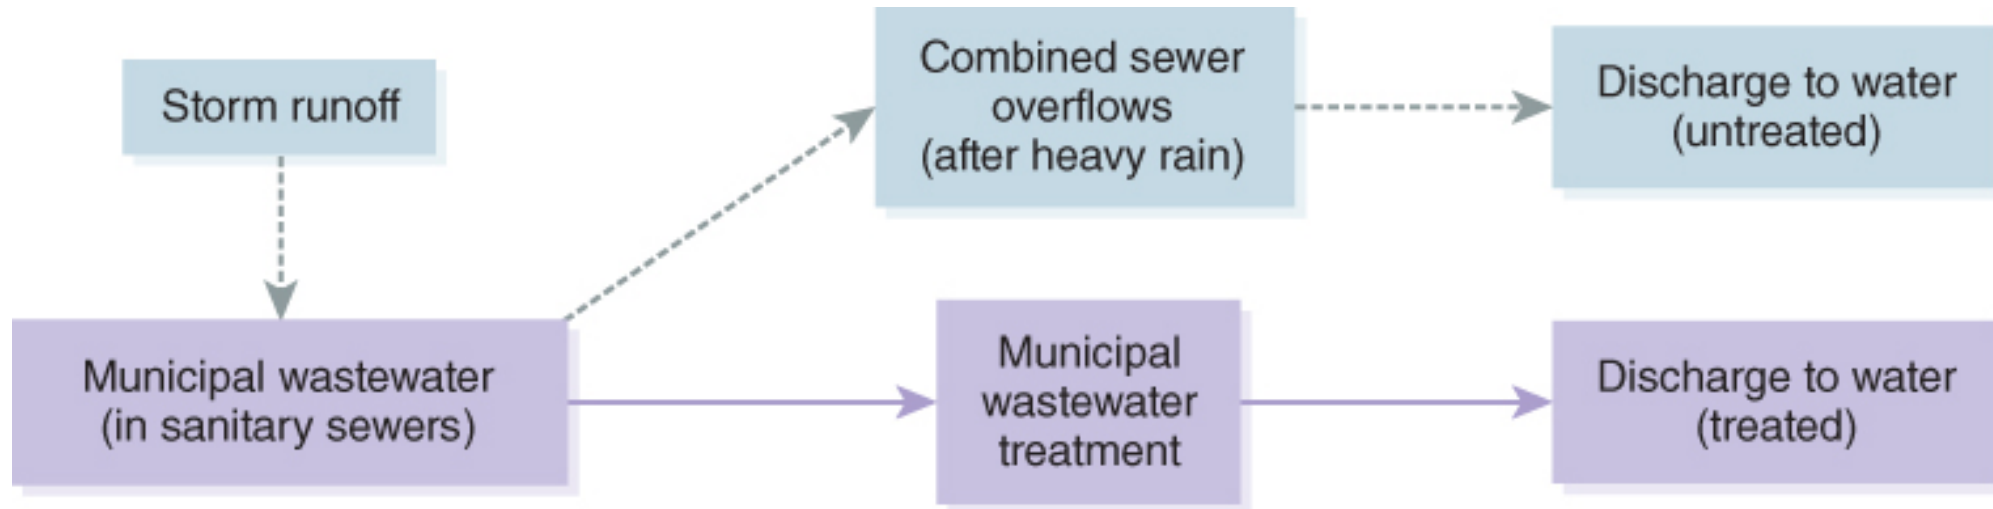 Storm runoff
Combined sewer
overflows
(after heavy rain)
Discharge to water
(untreated)
Municipal wastewater
(in sanitary sewers)
Municipal
wastewater
treatment
Discharge to water
(treated)